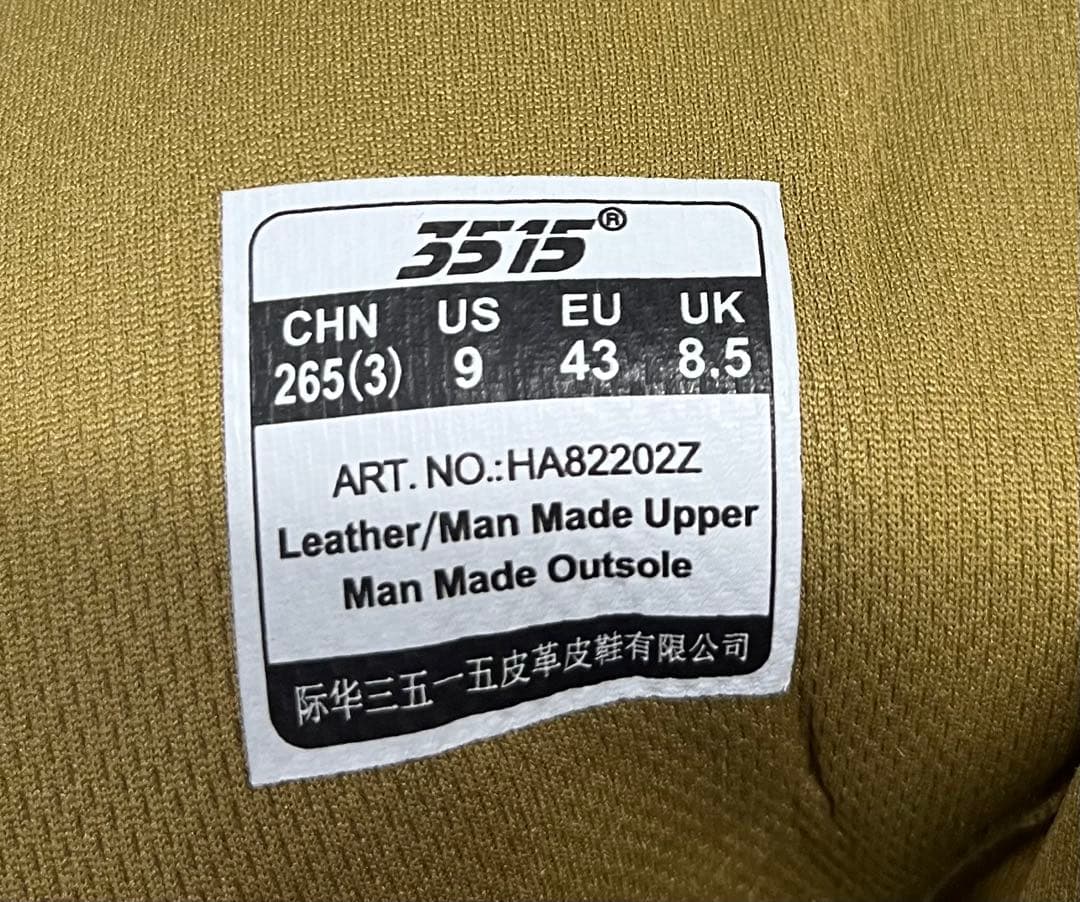 3515®
CHN US EU UK
265(3) 9 43 8.5
ART. NO.:HA82202Z
Leather/Man Made Upper
Man Made Outsole
际华三五一五皮革皮鞋有限公司